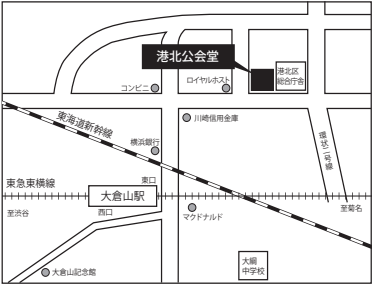 港北公会堂
港北区
総合庁舎
コンビニ
ロイヤルホスト
川崎信用金庫
東海道新幹線
環状2号線
横浜銀行
東口
東急東横線
大倉山駅
至渋谷
西口
マクドナルド
至菊名
大綱
中学校
大倉山記念館